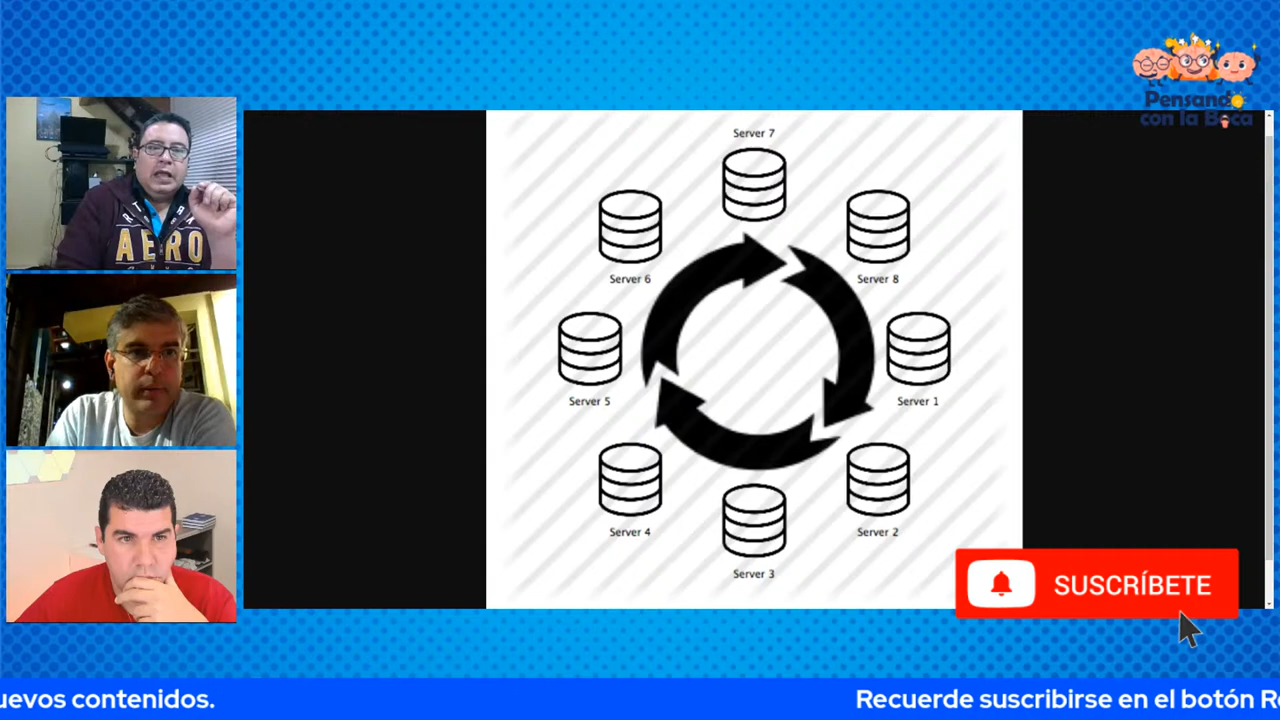 Pensando
con la Boca
AERO
Server 7
Server 6
Server 8
Server 5
Server 1
Server 4
Server 2
Server 3
SUSCRÍBETE
uevos contenidos.
Recuerde suscribirse en el botón R